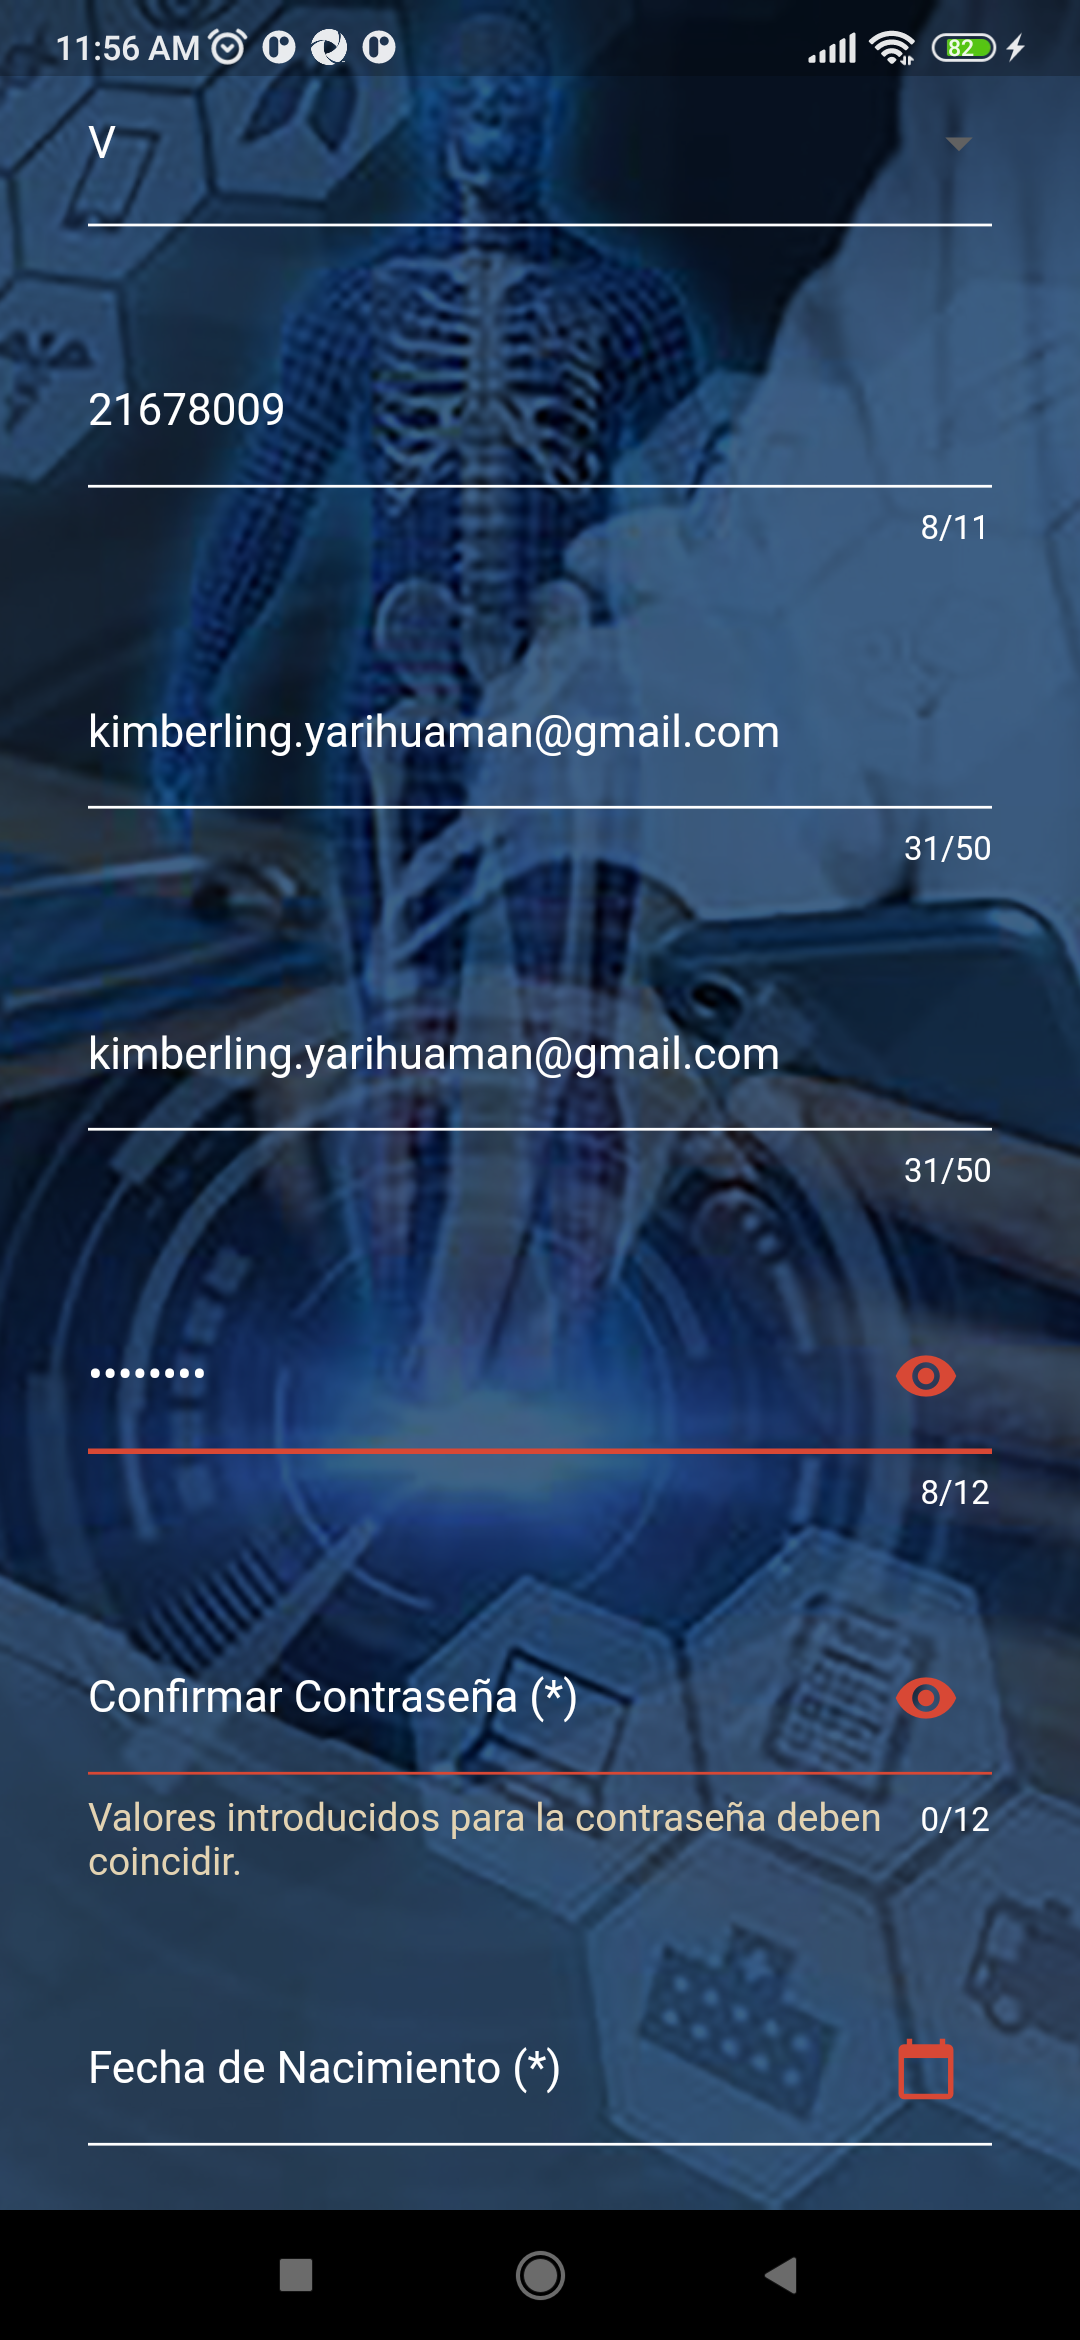 11:56 AM 82
V
21678009
8/11
kimberling.yarihuaman@gmail.com
31/50
kimberling.yarihuaman@gmail.com
31/50
••••••••
8/12
Confirmar Contraseña (*)
Valores introducidos para la contraseña deben 0/12
coincidir.
Fecha de Nacimiento (*)